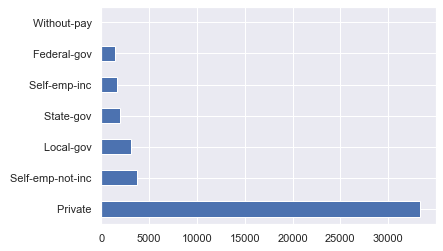 Without-pay
Federal-gov
Self-emp-inc
State-gov
Local-gov
Self-emp-not-inc
Private
0 5000 10000 15000 20000 25000 30000